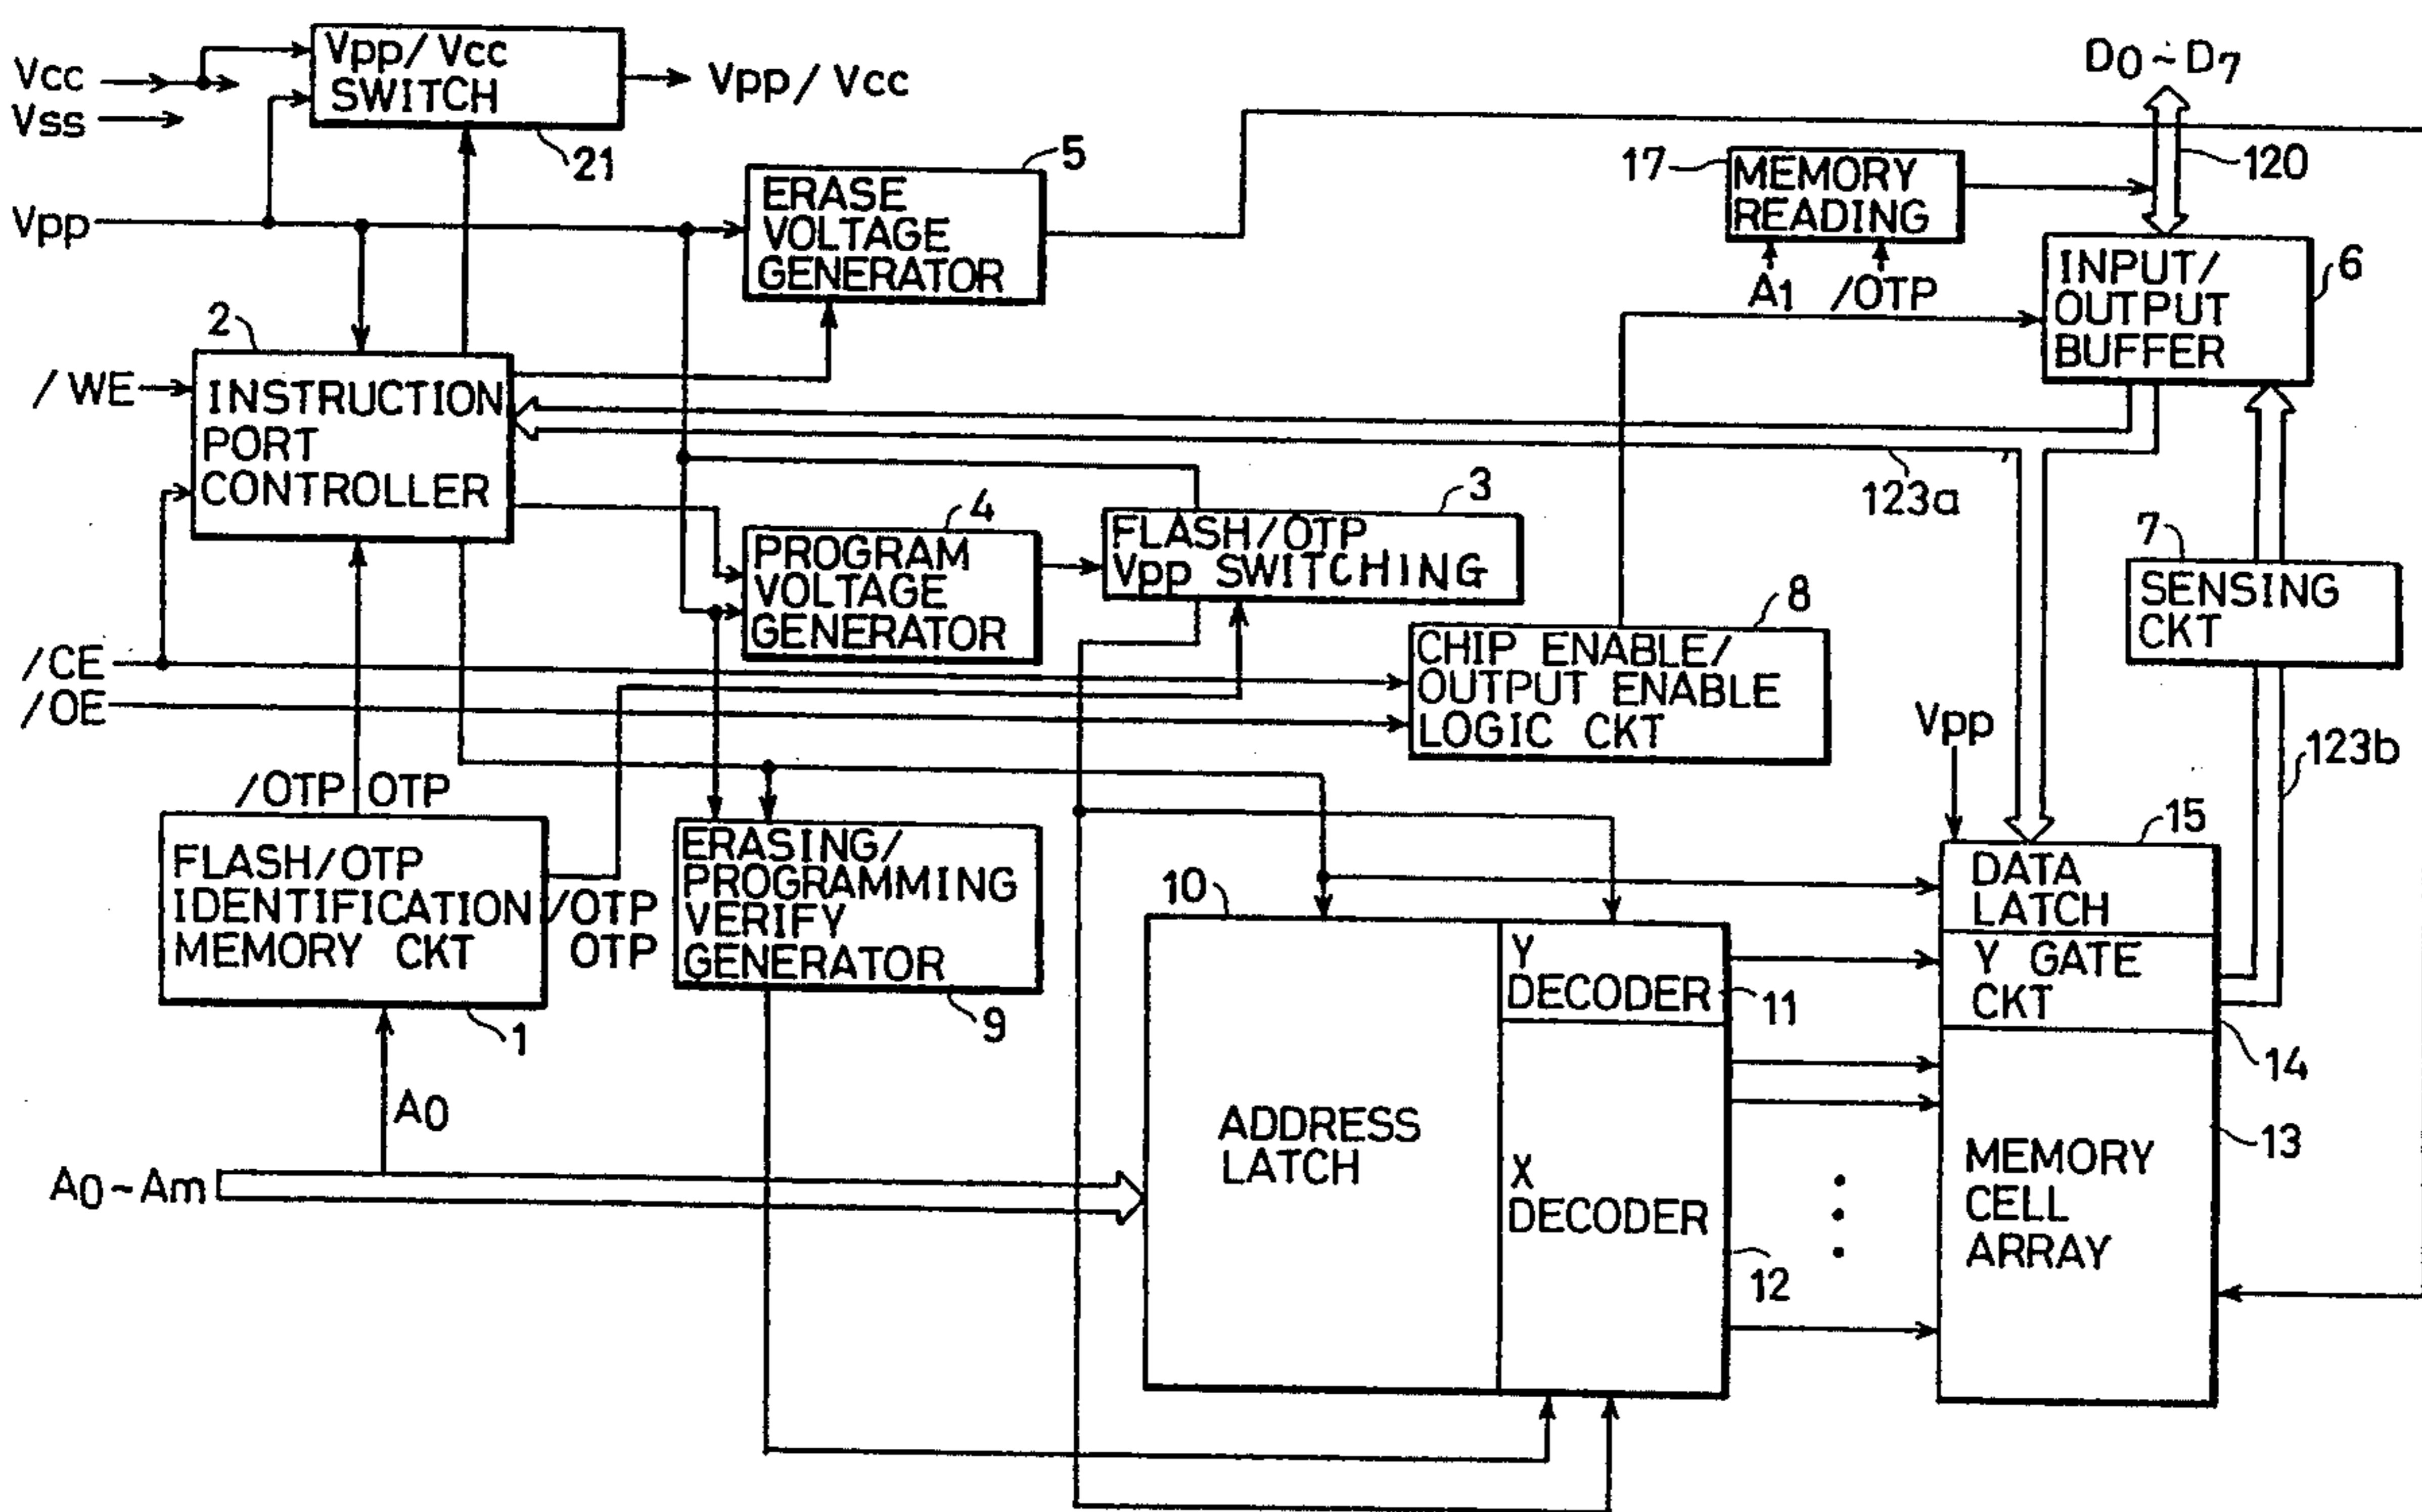 Vcc
Vss
Vpp/Vcc
SWITCH
21
Vpp/Vcc
D0~D7
120
Vpp
5
ERASE
VOLTAGE
GENERATOR
17
MEMORY
READING
A1 /OTP
6
INPUT/
OUTPUT
BUFFER
2
/WE
INSTRUCTION
PORT
CONTROLLER
123a
4
PROGRAM
VOLTAGE
GENERATOR
3
FLASH/OTP
Vpp SWITCHING
7
SENSING
CKT
8
CHIP ENABLE/
OUTPUT ENABLE
LOGIC CKT
/CE
/OE
Vpp
123b
/OTP OTP
FLASH/OTP
IDENTIFICATION
MEMORY CKT
1
/OTP
OTP
ERASING/
PROGRAMMING
VERIFY
GENERATOR
9
10
ADDRESS
LATCH
Y
DECODER
11
X
DECODER
12
15
DATA
LATCH
Y GATE
CKT
14
13
MEMORY
CELL
ARRAY
A0
A0~Am